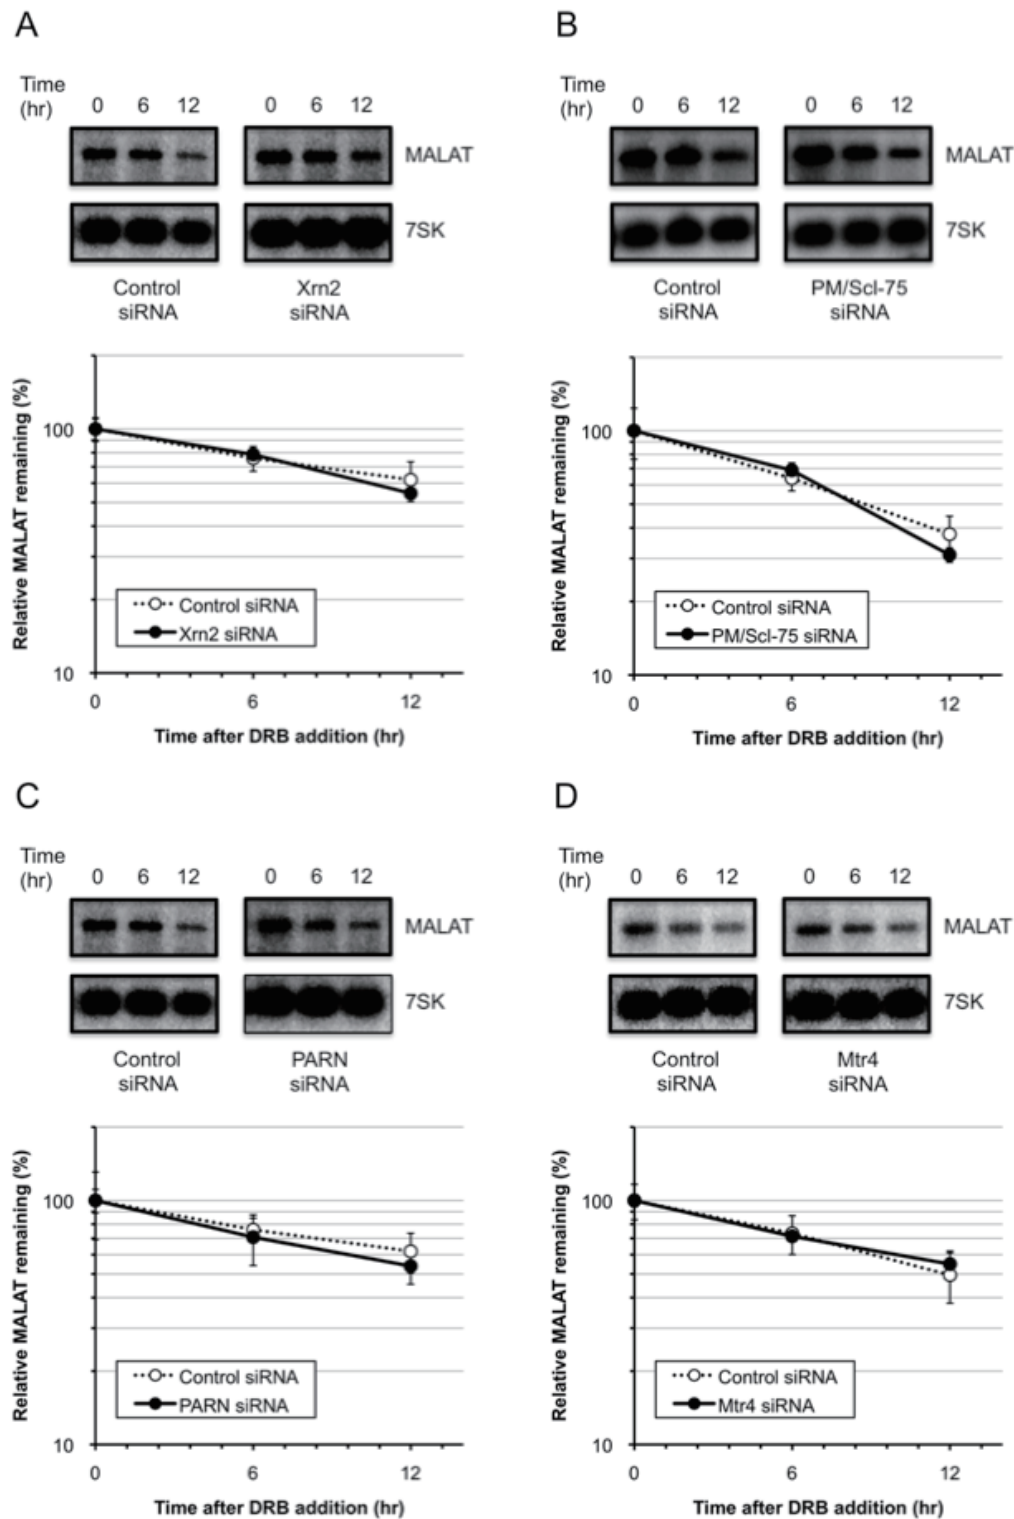 A
Time
(hr)
0 6 12 0 6 12
MALAT
7SK
Control
siRNA
Xrn2
siRNA
Relative MALAT remaining (%)
100
10
Control siRNA
Xrn2 siRNA
0 6 12
Time after DRB addition (hr)
B
Time
(hr)
0 6 12 0 6 12
MALAT
7SK
Control
siRNA
PM/Scl-75
siRNA
Relative MALAT remaining (%)
100
10
Control siRNA
PM/Scl-75 siRNA
0 6 12
Time after DRB addition (hr)
C
Time
(hr)
0 6 12 0 6 12
MALAT
7SK
Control
siRNA
PARN
siRNA
Relative MALAT remaining (%)
100
10
Control siRNA
PARN siRNA
0 6 12
Time after DRB addition (hr)
D
Time
(hr)
0 6 12 0 6 12
MALAT
7SK
Control
siRNA
Mtr4
siRNA
Relative MALAT remaining (%)
100
10
Control siRNA
Mtr4 siRNA
0 6 12
Time after DRB addition (hr)